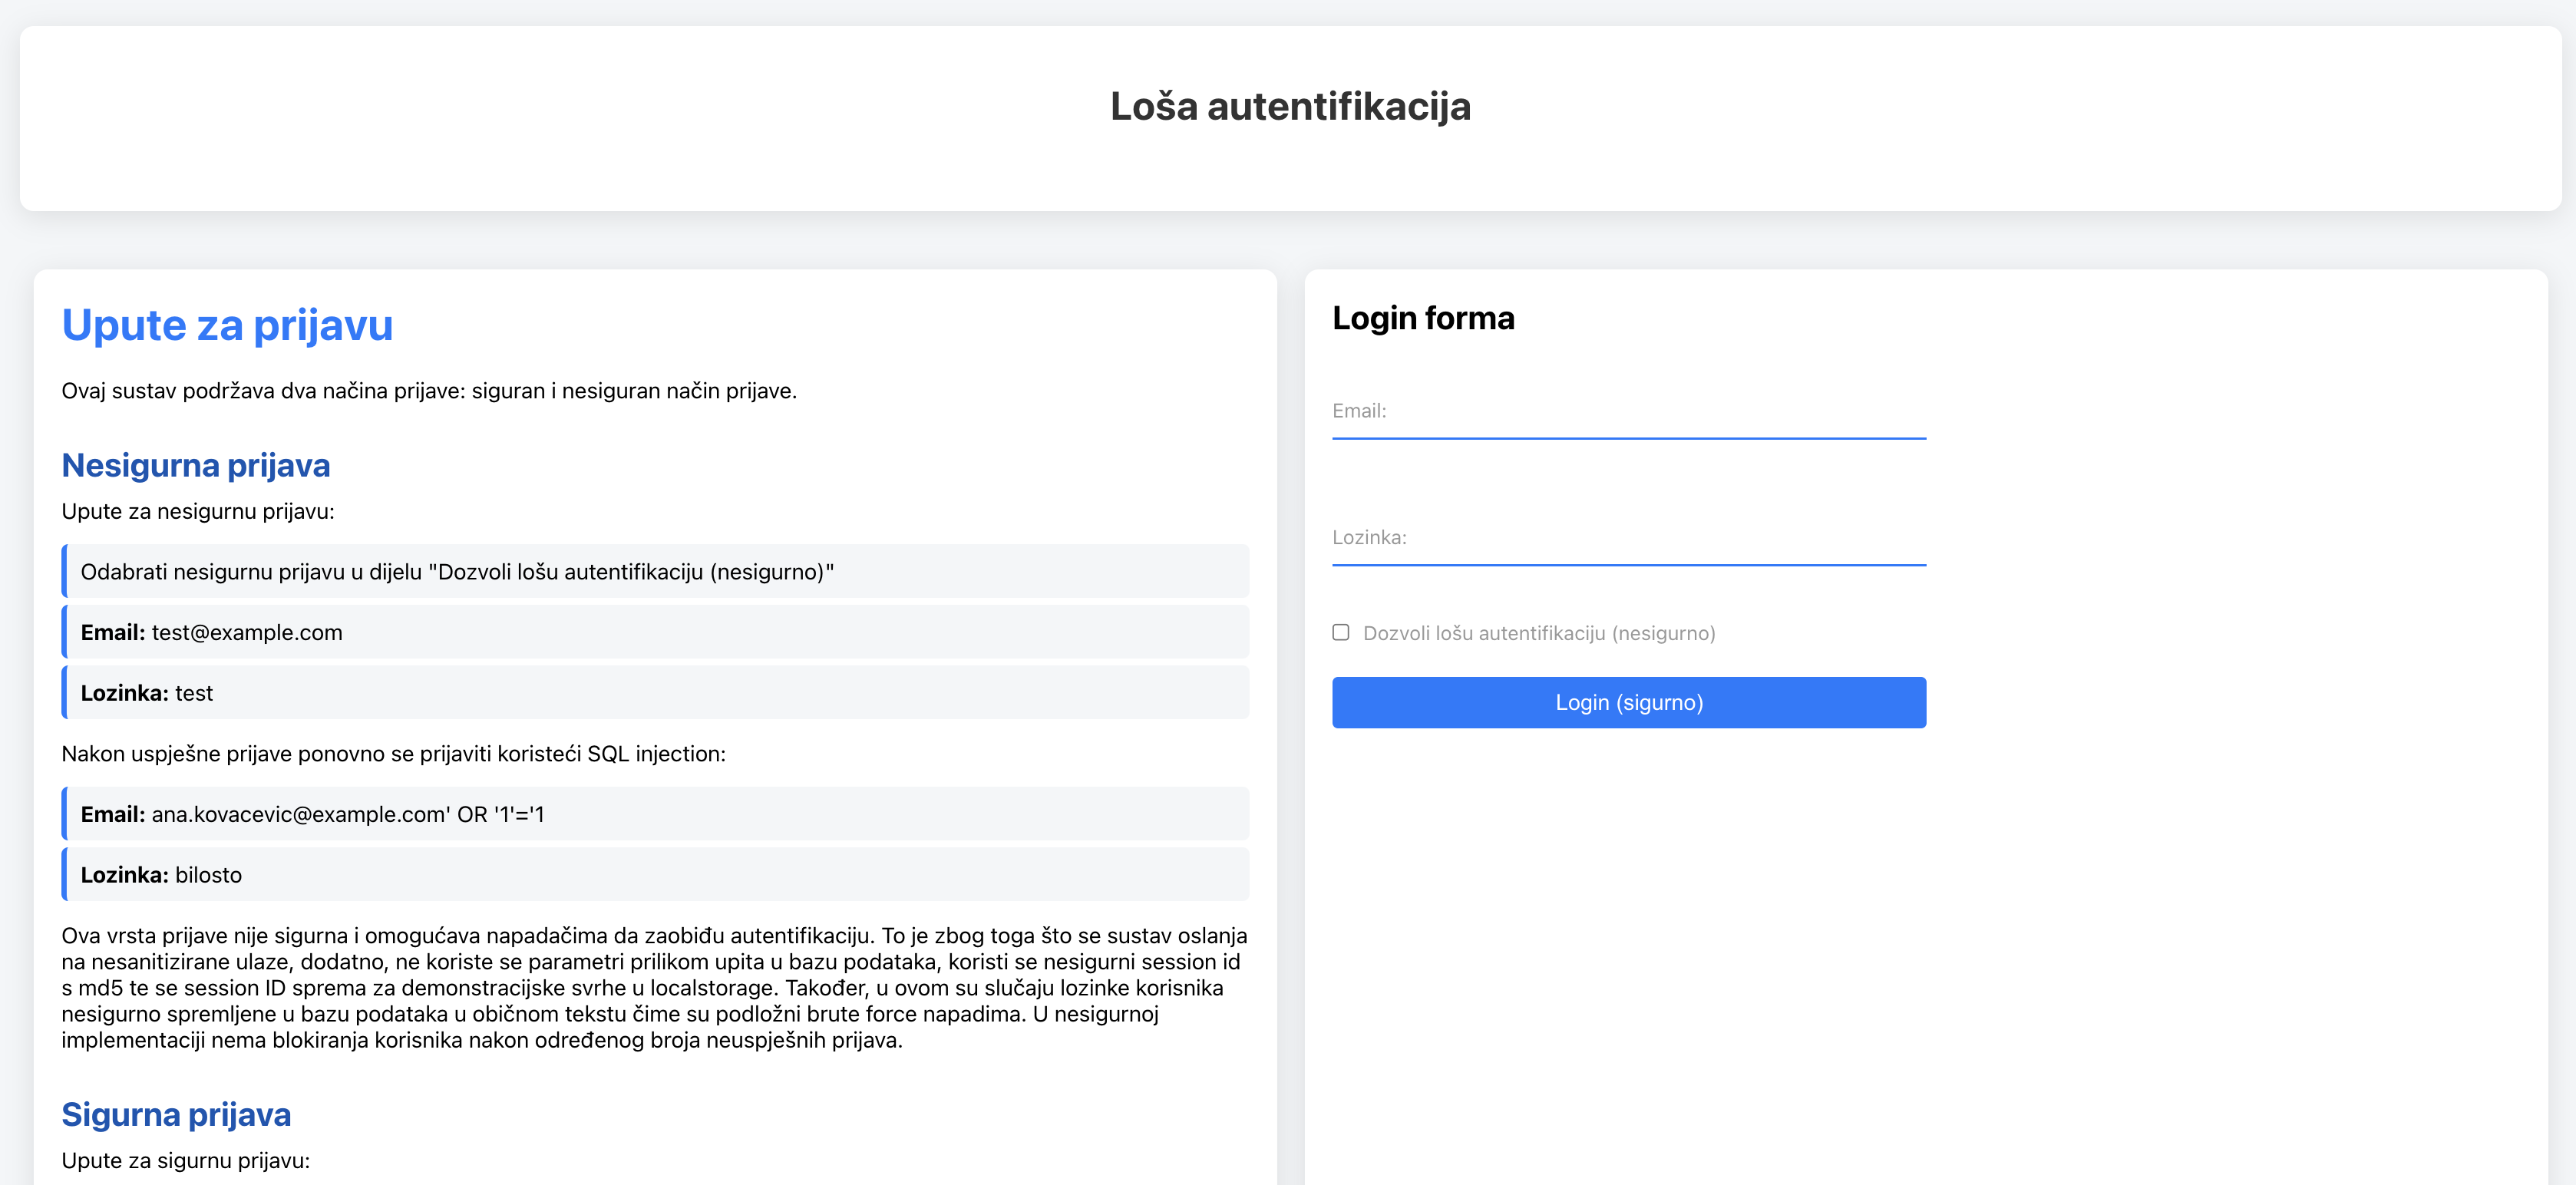 Loša autentifikacija
Upute za prijavu
Ovaj sustav podržava dva načina prijave: siguran i nesiguran način prijave.
Nesigurna prijava
Upute za nesigurnu prijavu:
Odabrati nesigurnu prijavu u dijelu "Dozvoli lošu autentifikaciju (nesigurno)"
Email: test@example.com
Lozinka: test
Nakon uspješne prijave ponovno se prijaviti koristeći SQL injection:
Email: ana.kovacevic@example.com' OR '1'='1
Lozinka: bilosto
Ova vrsta prijave nije sigurna i omogućava napadačima da zaobiđu autentifikaciju. To je zbog toga što se sustav oslanja
na nesanitizirane ulaze, dodatno, ne koriste se parametri prilikom upita u bazu podataka, koristi se nesigurni session id
s md5 te se session ID sprema za demonstracijske svrhe u localstorage. Također, u ovom su slučaju lozinke korisnika
nesigurno spremljene u bazu podataka u običnom tekstu čime su podložni brute force napadima. U nesigurnoj
implementaciji nema blokiranja korisnika nakon određenog broja neuspješnih prijava.
Sigurna prijava
Upute za sigurnu prijavu:
Login forma
Email:
Lozinka:
Dozvoli lošu autentifikaciju (nesigurno)
Login (sigurno)